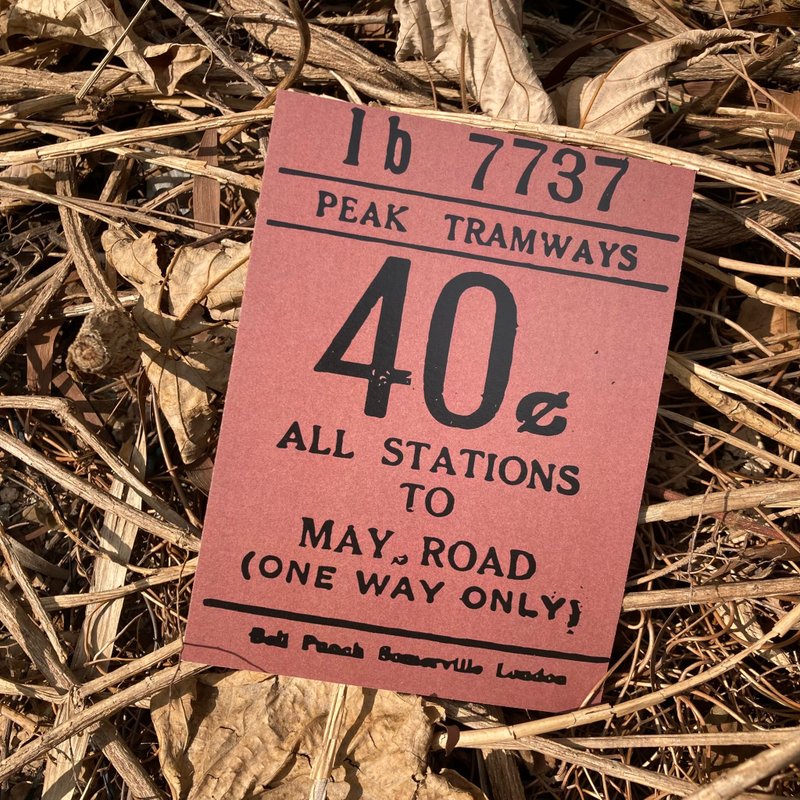 Ib 7737
PEAK TRAMWAYS
40¢
ALL STATIONS
TO
MAY ROAD
(ONE WAY ONLY)
Bell Punch Somerville London